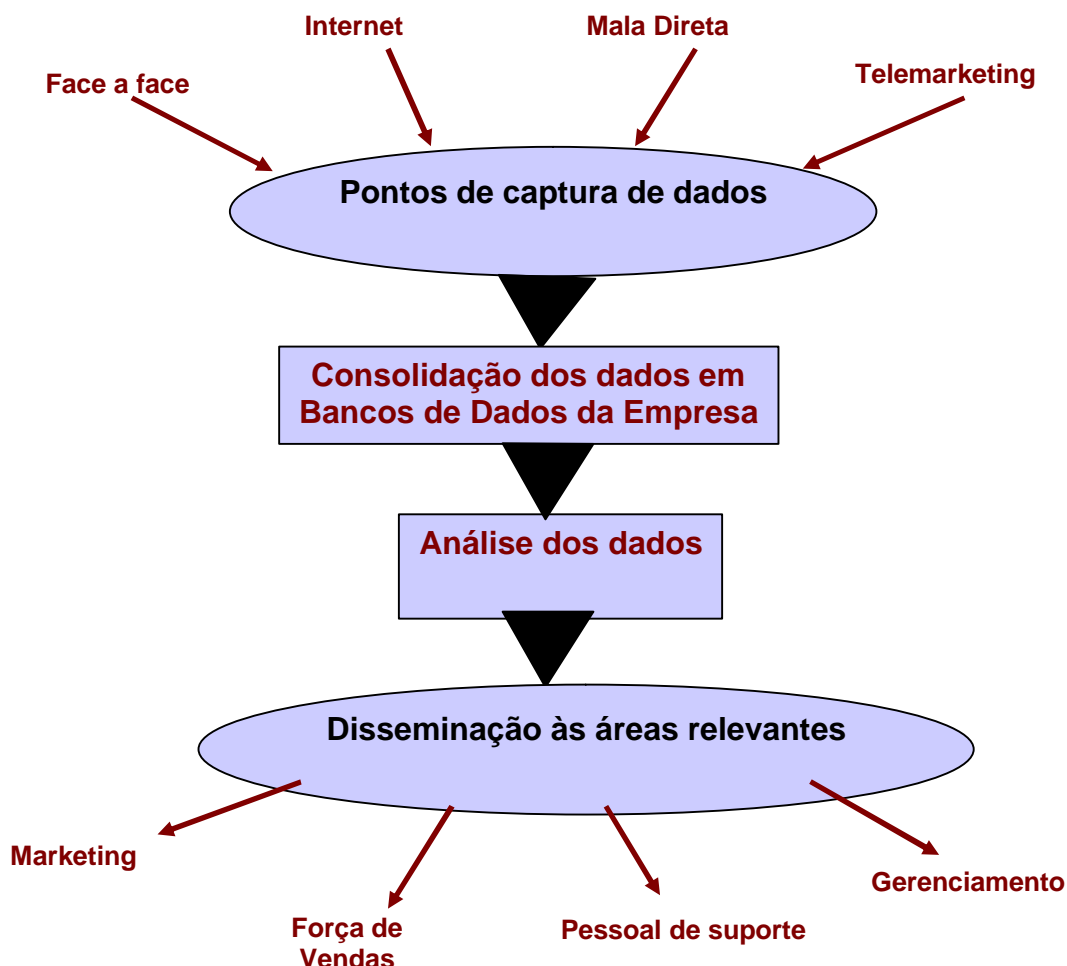 Internet
Mala Direta
Face a face
Telemarketing
Pontos de captura de dados
Consolidação dos dados em
Bancos de Dados da Empresa
Análise dos dados
Disseminação às áreas relevantes
Marketing
Gerenciamento
Força de
Vendas
Pessoal de suporte